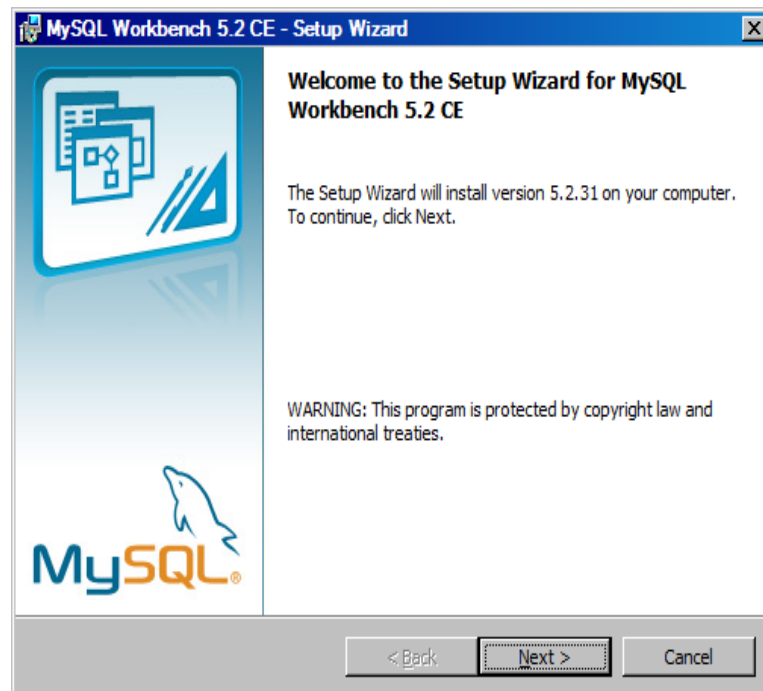 MySQL Workbench 5.2 CE - Setup Wizard
Welcome to the Setup Wizard for MySQL
Workbench 5.2 CE
The Setup Wizard will install version 5.2.31 on your computer.
To continue, click Next.
WARNING: This program is protected by copyright law and
international treaties.
MySQL®
< Back
Next >
Cancel